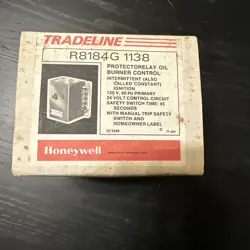 TRADELINE
R8184G 1138
PROTECTORELAY OIL
BURNER CONTROL
INTERMITTENT (ALSO
CALLED CONSTANT)
IGNITION
120 V, 60 Hz PRIMARY
24 VOLT CONTROL CIRCUIT
SAFETY SWITCH TIME: 45
SECONDS
WITH MANUAL TRIP SAFETY
SWITCH AND
HOMEOWNER LABEL
Honeywell